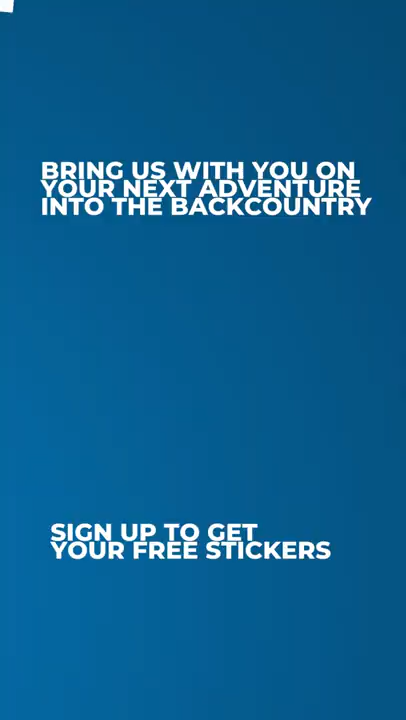 BRING US WITH YOU ON
YOUR NEXT ADVENTURE
INTO THE BACKCOUNTRY
SIGN UP TO GET
YOUR FREE STICKERS